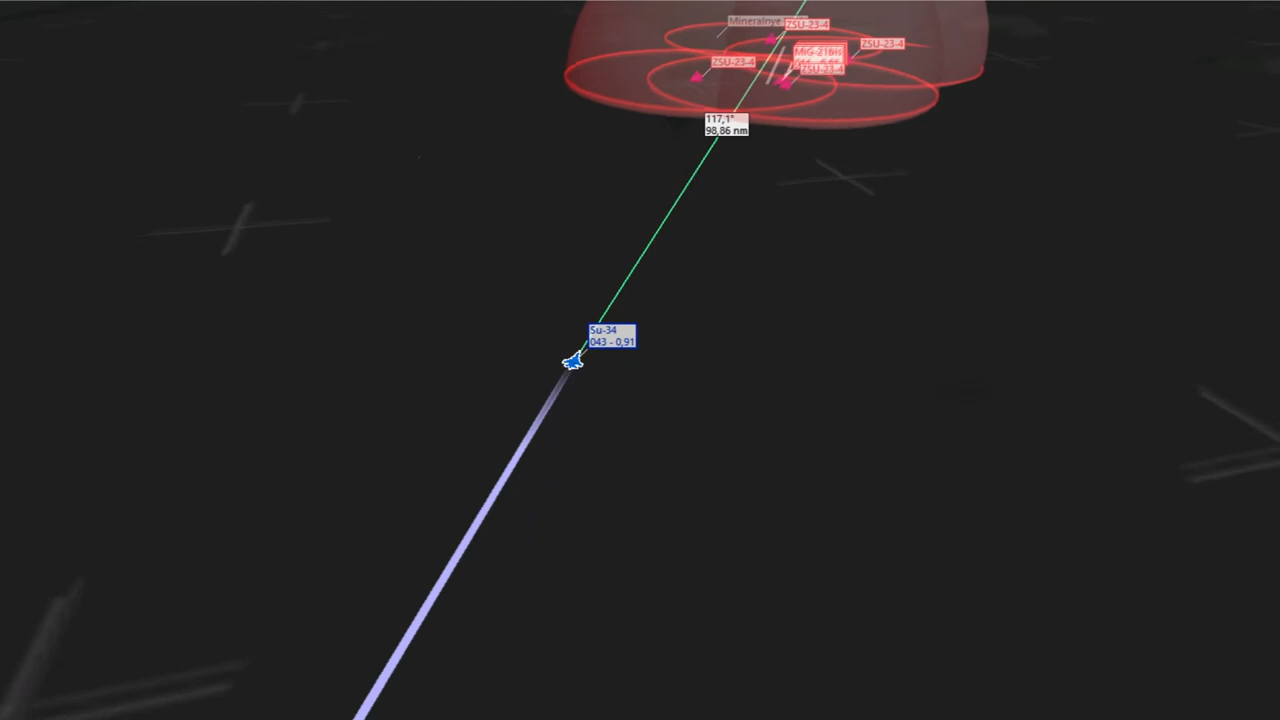 Mineralnye
ZSU-23-4
ZSU-23-4
MiG-21Bis
ZSU-23-4
ZSU-23-4
117,1°
98,86 nm
Su-34
043 - 0,91